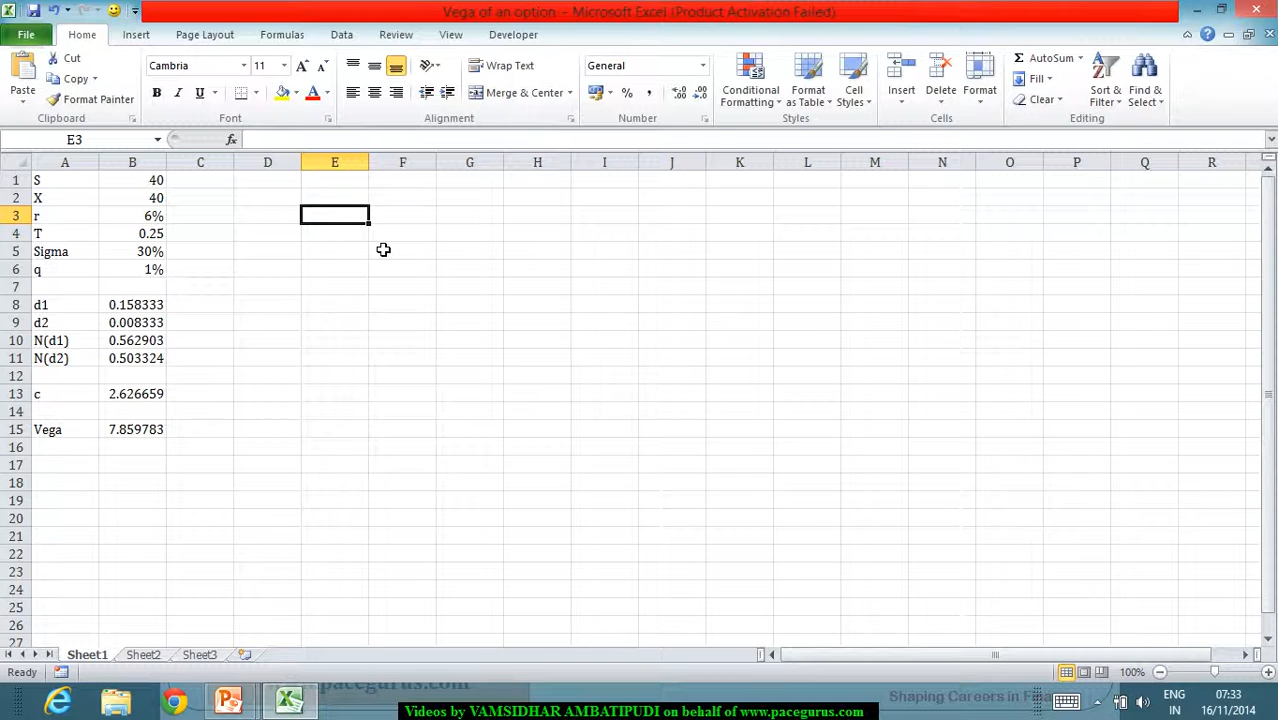 Vega of an option - Microsoft Excel (Product Activation Failed)
File Home Insert Page Layout Formulas Data Review View Developer
Paste Cut Copy Format Painter Clipboard
Cambria 11 B I U Font
Wrap Text Merge & Center Alignment
General % , Number
Conditional Formatting Format as Table Cell Styles Styles
Insert Delete Format Cells
AutoSum Fill Clear Sort & Filter Find & Select Editing
E3 fx
A B C D E F G H I J K L M N O P Q R
1 S 40
2 X 40
3 r 6%
4 T 0.25
5 Sigma 30%
6 q 1%
7
8 d1 0.158333
9 d2 0.008333
10 N(d1) 0.562903
11 N(d2) 0.503324
12
13 c 2.626659
14
15 Vega 7.859783
16
17
18
19
20
21
22
23
24
25
26
27
Sheet1 Sheet2 Sheet3
Ready 100%
.pacegurus.com Shaping Careers in Fin
ENG 07:33
IN 16/11/2014
Videos by VAMSIDHAR AMBATIPUDI on behalf of www.pacegurus.com